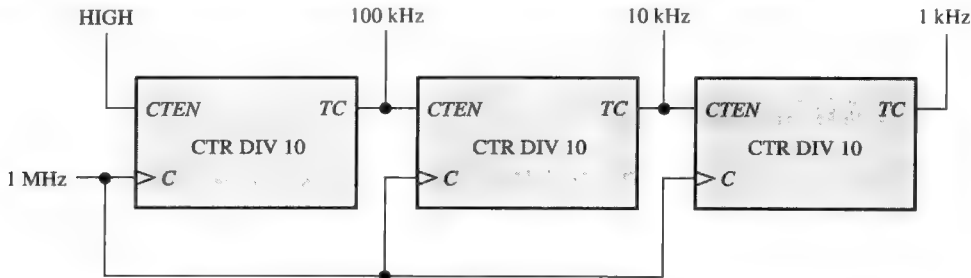 HIGH
100 kHz
10 kHz
1 kHz
CTEN TC
CTR DIV 10
C
CTEN TC
CTR DIV 10
C
CTEN TC
CTR DIV 10
C
1 MHz